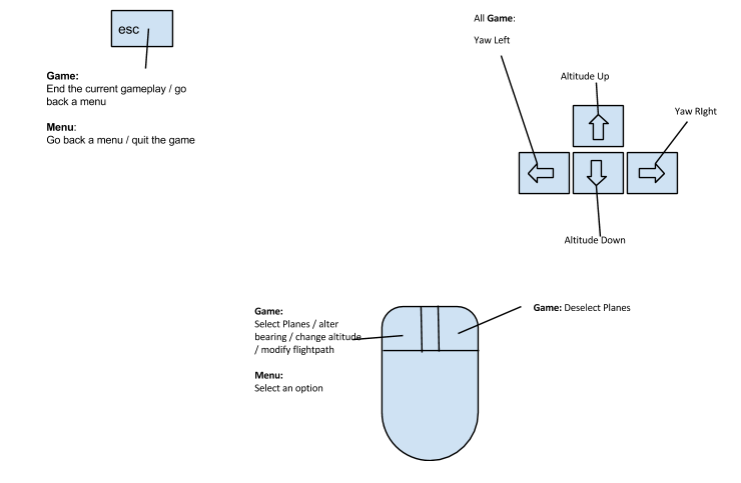 esc
Game:
End the current gameplay / go
back a menu
Menu:
Go back a menu / quit the game
All Game:
Yaw Left
Altitude Up
Yaw RIght
Altitude Down
Game:
Select Planes / alter
bearing / change altitude
/ modify flightpath
Menu:
Select an option
Game: Deselect Planes